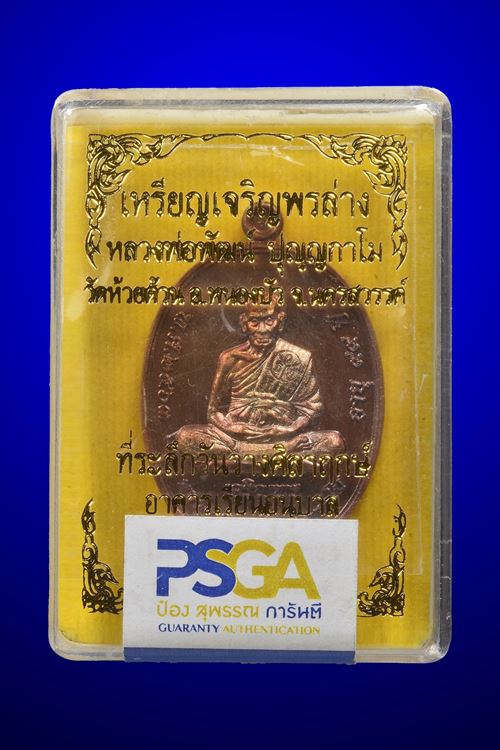 เหรียญเจริญพรล่าง
หลวงพ่อพัฒน์ ปุญญกาโม
วัดห้วยด้วน อ.หนองบัว จ.นครสวรรค์
ที่ระลึกวันวางศิลาฤกษ์
อาคารเรียนอนุบาล
PSGA
ป๋อง สุพรรณ การันตี
GUARANTY AUTHENTICATION